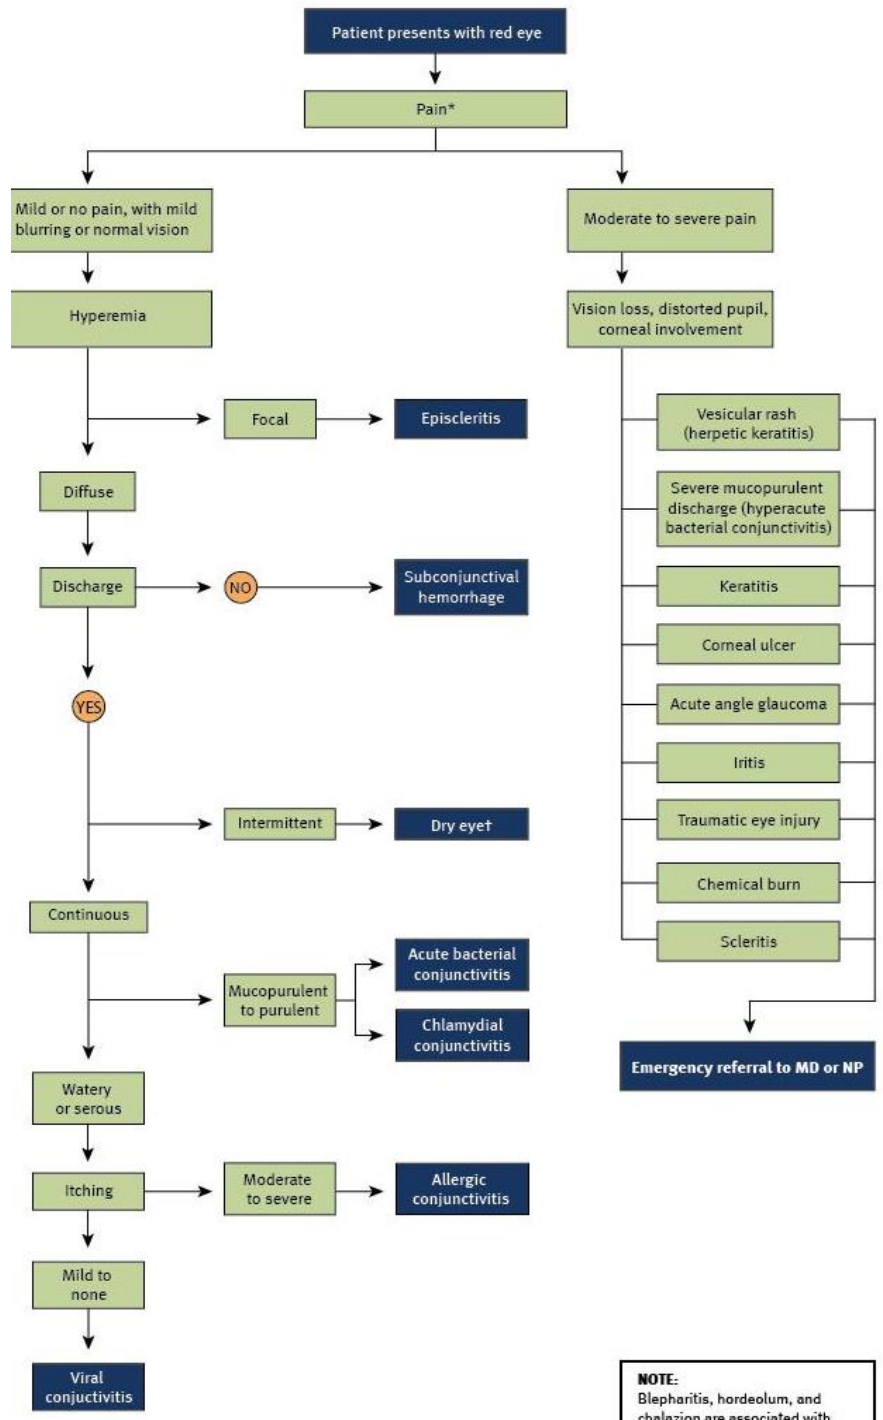 Patient presents with red eye
Pain*
Mild or no pain, with mild
blurring or normal vision
Moderate to severe pain
Hyperemia
Vision loss, distorted pupil,
corneal involvement
Focal
Episcleritis
Diffuse
Discharge
NO
Subconjunctival
hemorrhage
YES
Intermittent
Dry eye†
Continuous
Mucopurulent
to purulent
Acute bacterial
conjunctivitis
Chlamydial
conjunctivitis
Watery
or serous
Itching
Moderate
to severe
Allergic
conjunctivitis
Mild to
none
Viral
conjuctivitis
Vesicular rash
(herpetic keratitis)
Severe mucopurulent
discharge (hyperacute
bacterial conjunctivitis)
Keratitis
Corneal ulcer
Acute angle glaucoma
Iritis
Traumatic eye injury
Chemical burn
Scleritis
Emergency referral to MD or NP
NOTE:
Blepharitis, hordeolum, and
chalazion are associated with